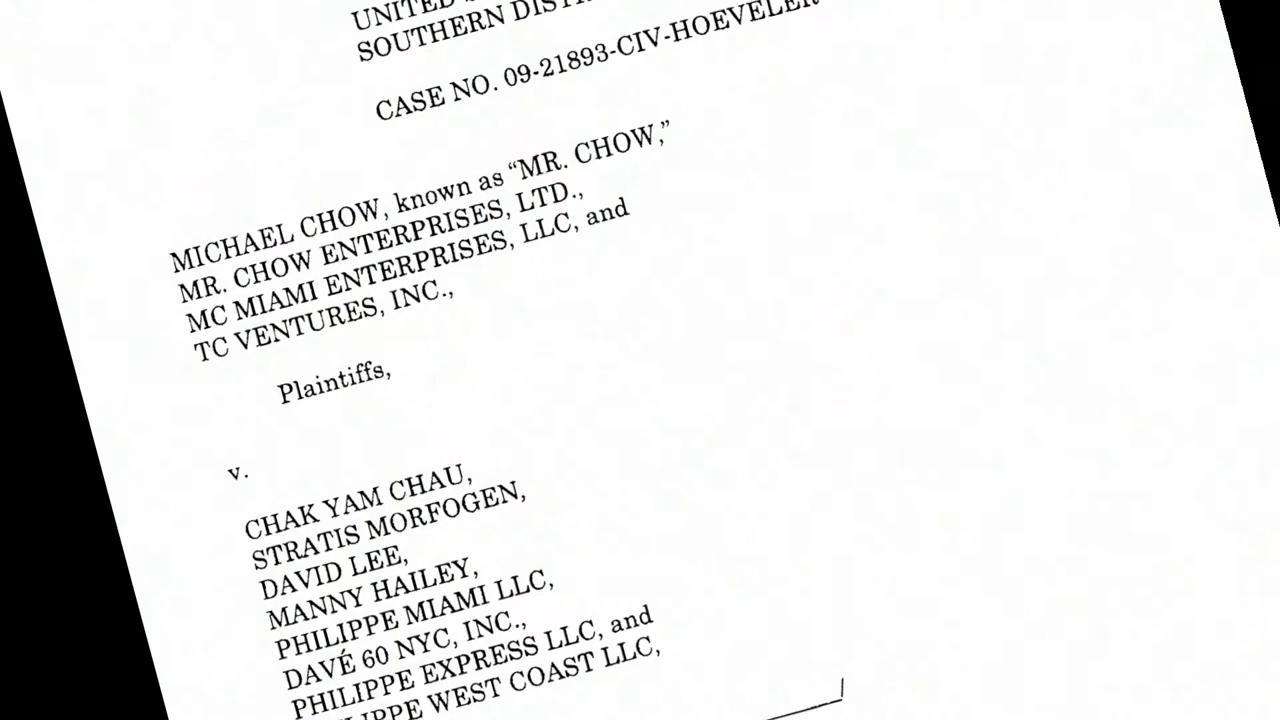 UNITED
SOUTHERN
CASE NO. 09-21893-CIV-HOEVELER
MICHAEL CHOW, known as “MR. CHOW,”
MR. CHOW ENTERPRISES, LTD.,
MC MIAMI ENTERPRISES, LLC, and
TC VENTURES, INC.,
Plaintiffs,
v.
CHAK YAM CHAU,
STRATIS MORFOGEN,
DAVID LEE,
MANNY HAILEY,
PHILIPPE MIAMI LLC,
DAVÉ 60 NYC, INC.,
PHILIPPE EXPRESS LLC, and
WEST COAST LLC,